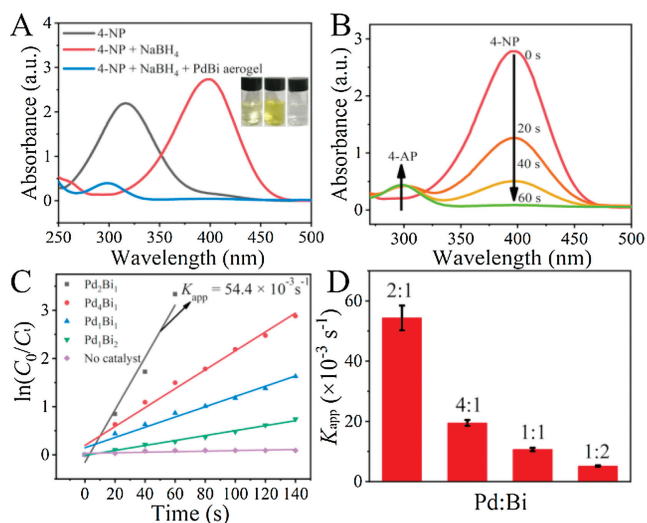 A
4-NP
4-NP + NaBH₄
4-NP + NaBH₄ + PdBi aerogel
Absorbance (a.u.)
3
2
1
0
250 300 350 400 450 500
Wavelength (nm)
B
4-NP
0 s
20 s
40 s
60 s
4-AP
Absorbance (a.u.)
3
2
1
0
300 350 400 450 500
Wavelength (nm)
C
Pd₂Bi₁
Pd₄Bi₁
Pd₁Bi₁
Pd₁Bi₂
No catalyst
Kapp = 54.4 × 10⁻³ s⁻¹
ln(C₀/Cₜ)
3
2
1
0
0 20 40 60 80 100 120 140
Time (s)
D
2:1
4:1
1:1
1:2
Kapp (×10⁻³ s⁻¹)
60
40
20
0
Pd:Bi